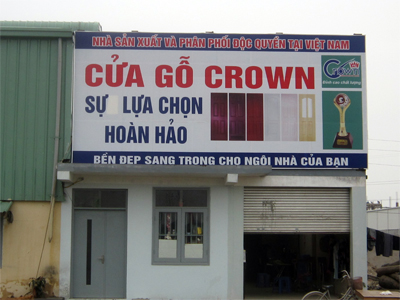 NHÀ SẢN XUẤT VÀ PHÂN PHỐI ĐỘC QUYỀN TẠI VIỆT NAM
CỬA GỖ CROWN
SỰ LỰA CHỌN
HOÀN HẢO
BỀN ĐẸP SANG TRONG CHO NGÔI NHÀ CỦA BẠN